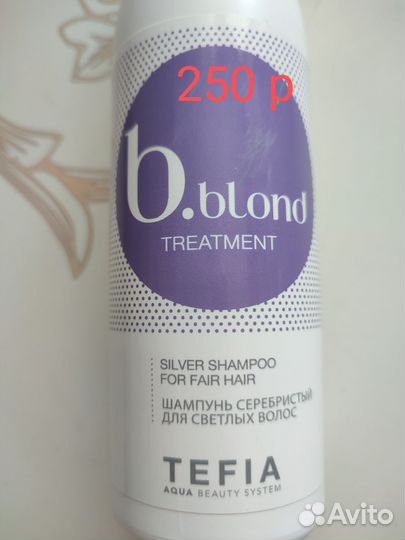 250 р
b.blond
TREATMENT
SILVER SHAMPOO
FOR FAIR HAIR
ШАМПУНЬ СЕРЕБРИСТЫЙ
ДЛЯ СВЕТЛЫХ ВОЛОС
TEFIA
AQUA BEAUTY SYSTEM
Avito